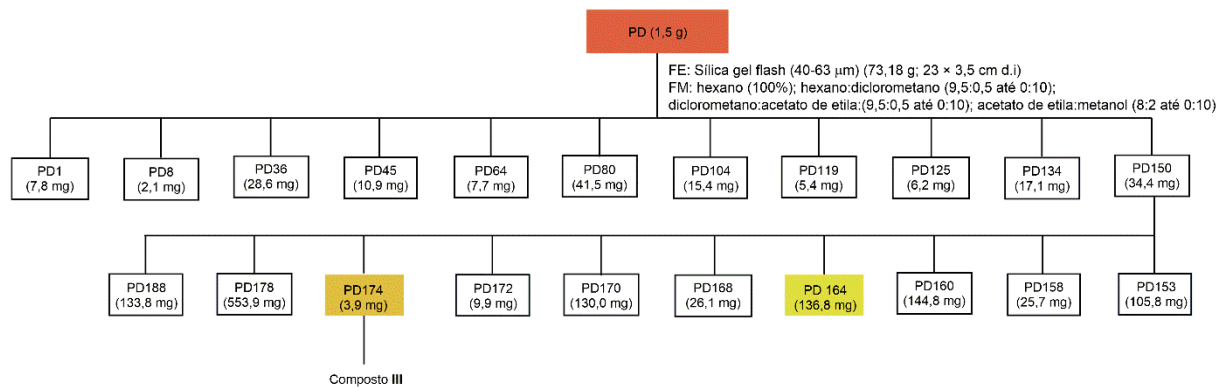 PD (1,5 g)
FE: Sílica gel flash (40-63 μm) (73,18 g; 23 × 3,5 cm d.i)
FM: hexano (100%); hexano:diclorometano (9,5:0,5 até 0:10);
diclorometano:acetato de etila:(9,5:0,5 até 0:10); acetato de etila:metanol (8:2 até 0:10)
PD1
(7,8 mg)
PD8
(2,1 mg)
PD36
(28,6 mg)
PD45
(10,9 mg)
PD64
(7,7 mg)
PD80
(41,5 mg)
PD104
(15,4 mg)
PD119
(5,4 mg)
PD125
(6,2 mg)
PD134
(17,1 mg)
PD150
(34,4 mg)
PD188
(133,8 mg)
PD178
(553,9 mg)
PD174
(3,9 mg)
PD172
(9,9 mg)
PD170
(130,0 mg)
PD168
(26,1 mg)
PD 164
(136,8 mg)
PD160
(144,8 mg)
PD158
(25,7 mg)
PD153
(105,8 mg)
Composto III